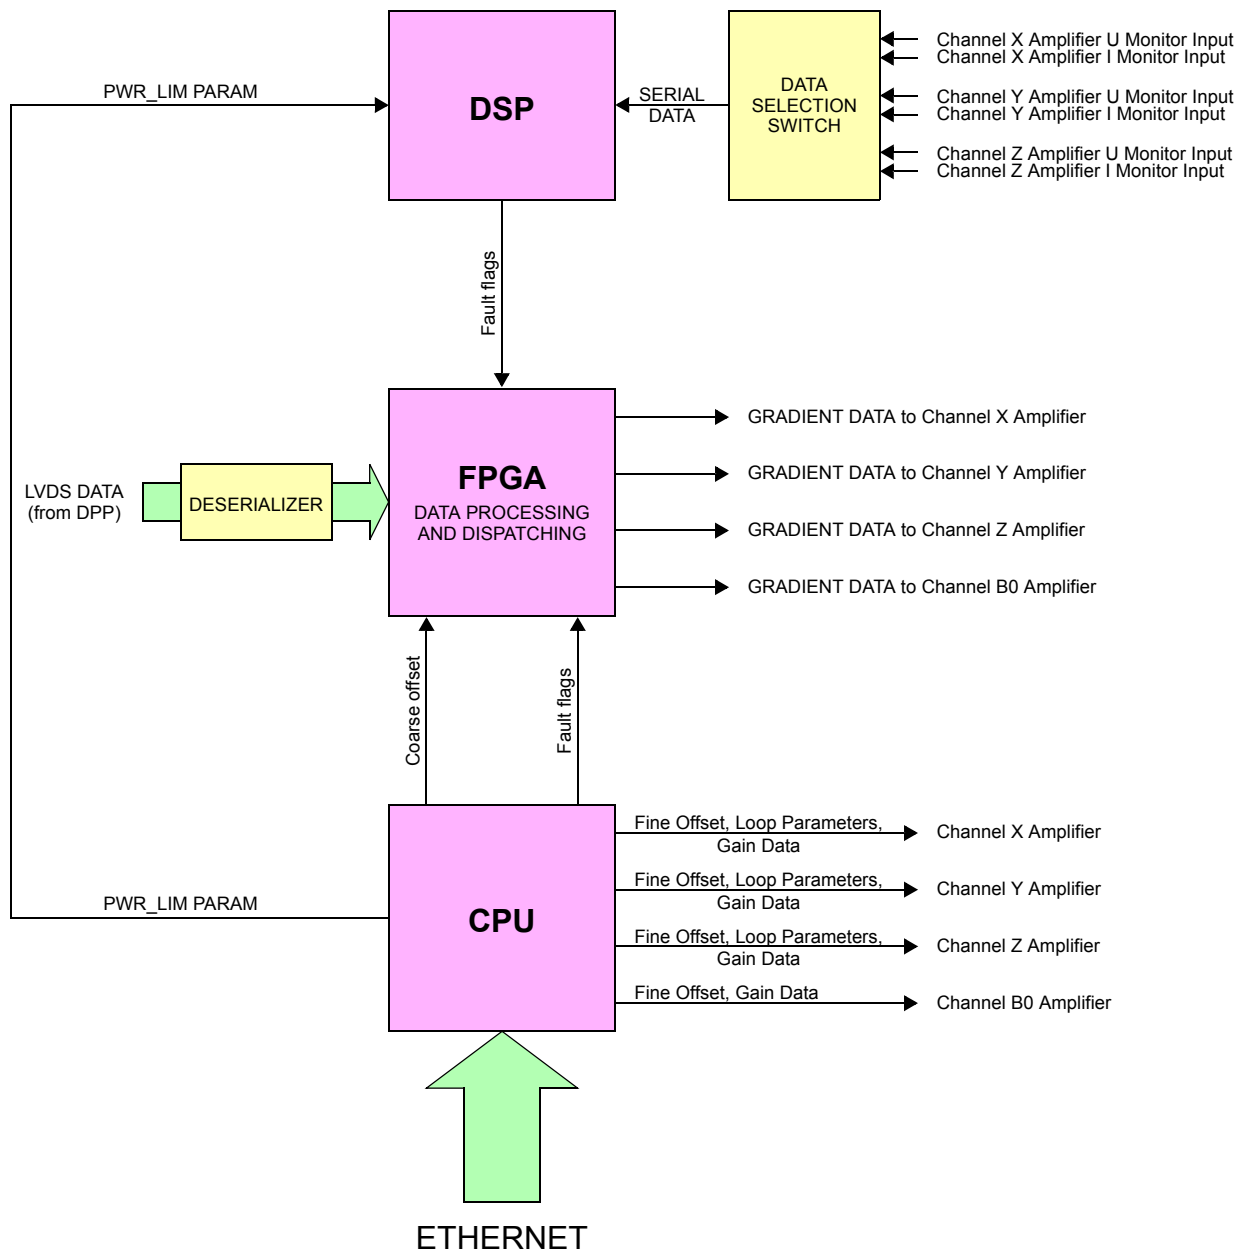 Channel X Amplifier U Monitor Input
Channel X Amplifier I Monitor Input
PWR_LIM PARAM
DSP
SERIAL
DATA
DATA
SELECTION
SWITCH
Channel Y Amplifier U Monitor Input
Channel Y Amplifier I Monitor Input
Channel Z Amplifier U Monitor Input
Channel Z Amplifier I Monitor Input
Fault flags
LVDS DATA
(from DPP)
DESERIALIZER
FPGA
DATA PROCESSING
AND DISPATCHING
GRADIENT DATA to Channel X Amplifier
GRADIENT DATA to Channel Y Amplifier
GRADIENT DATA to Channel Z Amplifier
GRADIENT DATA to Channel B0 Amplifier
Coarse offset
Fault flags
PWR_LIM PARAM
CPU
Fine Offset, Loop Parameters,
Gain Data
Channel X Amplifier
Fine Offset, Loop Parameters,
Gain Data
Channel Y Amplifier
Fine Offset, Loop Parameters,
Gain Data
Channel Z Amplifier
Fine Offset, Gain Data
Channel B0 Amplifier
ETHERNET